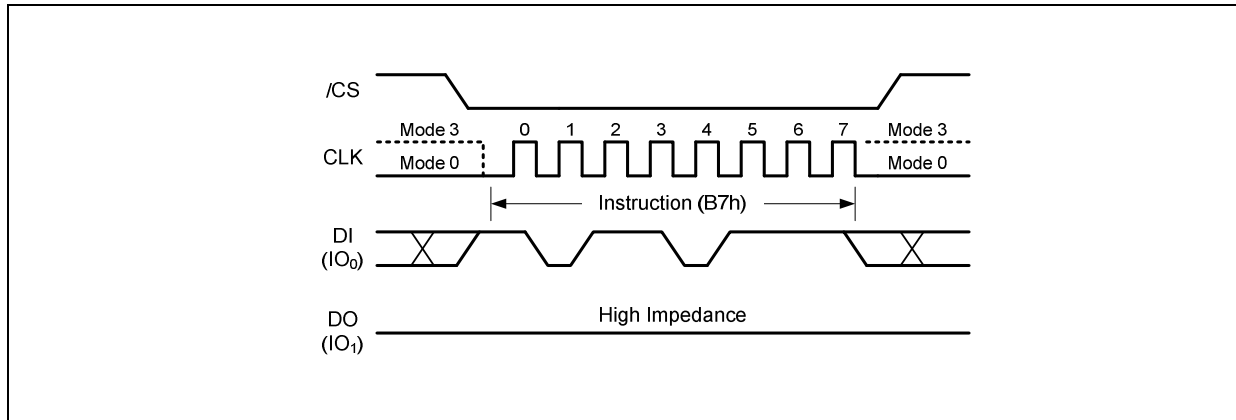 /CS
Mode 3 0 1 2 3 4 5 6 7 Mode 3
CLK
Mode 0 Mode 0
Instruction (B7h)
DI
(IO₀)
High Impedance
DO
(IO₁)